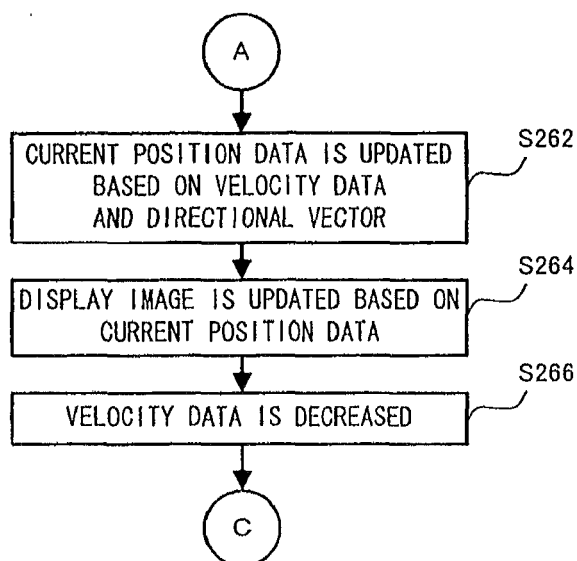 A
CURRENT POSITION DATA IS UPDATED
BASED ON VELOCITY DATA
AND DIRECTIONAL VECTOR
S262
DISPLAY IMAGE IS UPDATED BASED ON
CURRENT POSITION DATA
S264
VELOCITY DATA IS DECREASED
S266
C